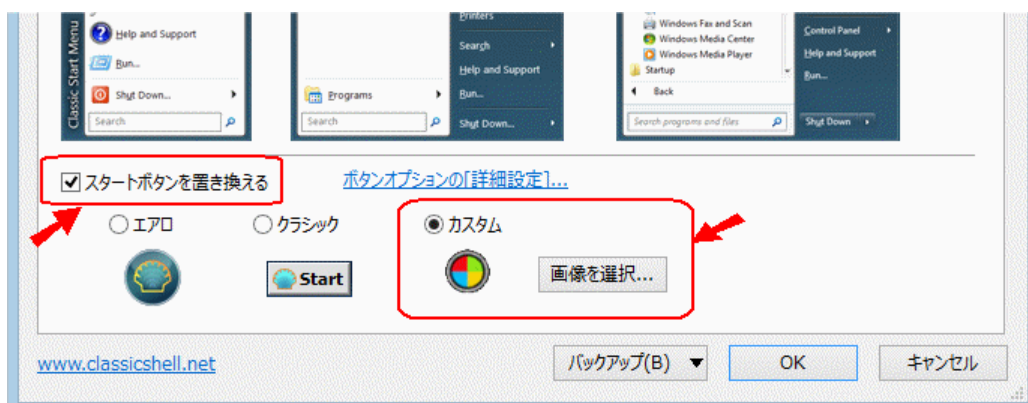 Classic Start Menu
Help and Support
Run...
Shut Down...
Search
Programs
Search
Printers
Search
Help and Support
Run...
Shut Down...
Windows Fax and Scan
Windows Media Center
Windows Media Player
Startup
Back
Search programs and files
Control Panel
Help and Support
Run...
Shut Down
スタートボタンを置き換える
ボタンオプションの[詳細設定]...
エアロ
クラシック
カスタム
Start
画像を選択...
www.classicshell.net
バックアップ(B)
OK
キャンセル